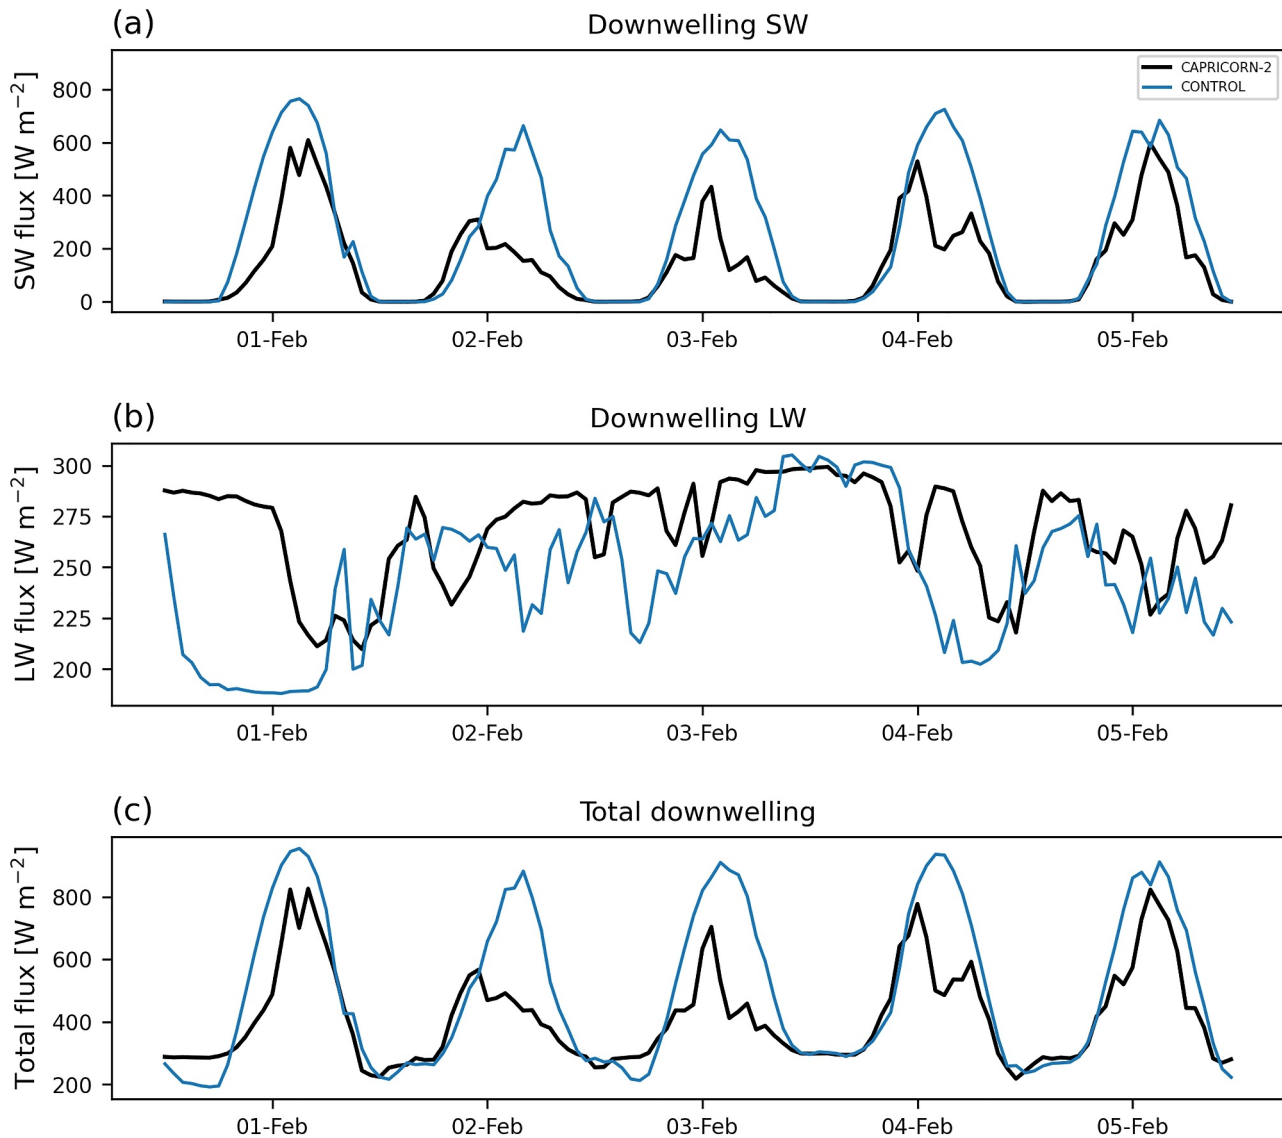 (a)
Downwelling SW
SW flux [W m⁻²]
800
600
400
200
0
CAPRICORN-2
CONTROL
01-Feb 02-Feb 03-Feb 04-Feb 05-Feb
(b)
Downwelling LW
LW flux [W m⁻²]
300
275
250
225
200
01-Feb 02-Feb 03-Feb 04-Feb 05-Feb
(c)
Total downwelling
Total flux [W m⁻²]
800
600
400
200
01-Feb 02-Feb 03-Feb 04-Feb 05-Feb